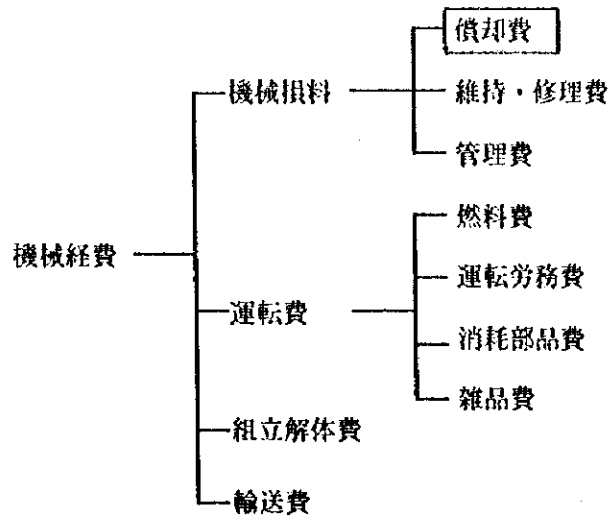 償却費
機械損料
維持・修理費
管理費
燃料費
機械経費
運転労務費
運転費
消耗部品費
雑品費
組立解体費
輸送費